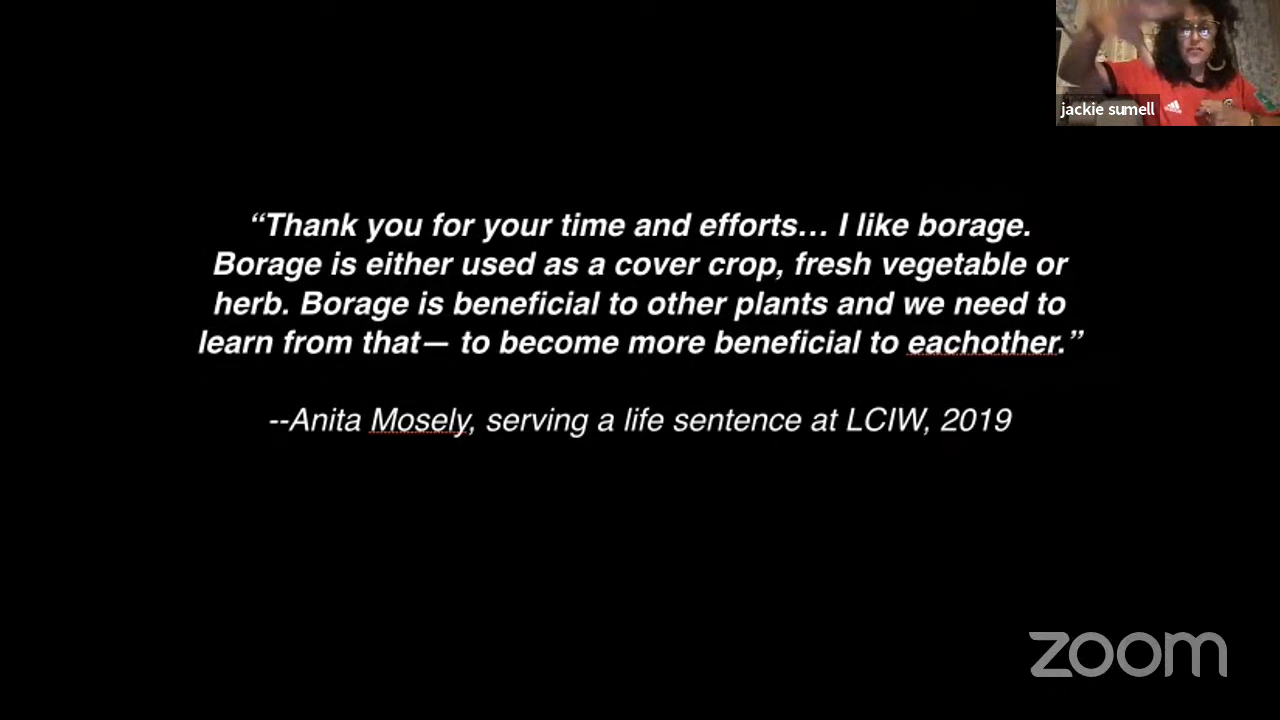 jackie sumell
“Thank you for your time and efforts… I like borage.
Borage is either used as a cover crop, fresh vegetable or
herb. Borage is beneficial to other plants and we need to
learn from that— to become more beneficial to eachother.”
--Anita Mosely, serving a life sentence at LCIW, 2019
zoom